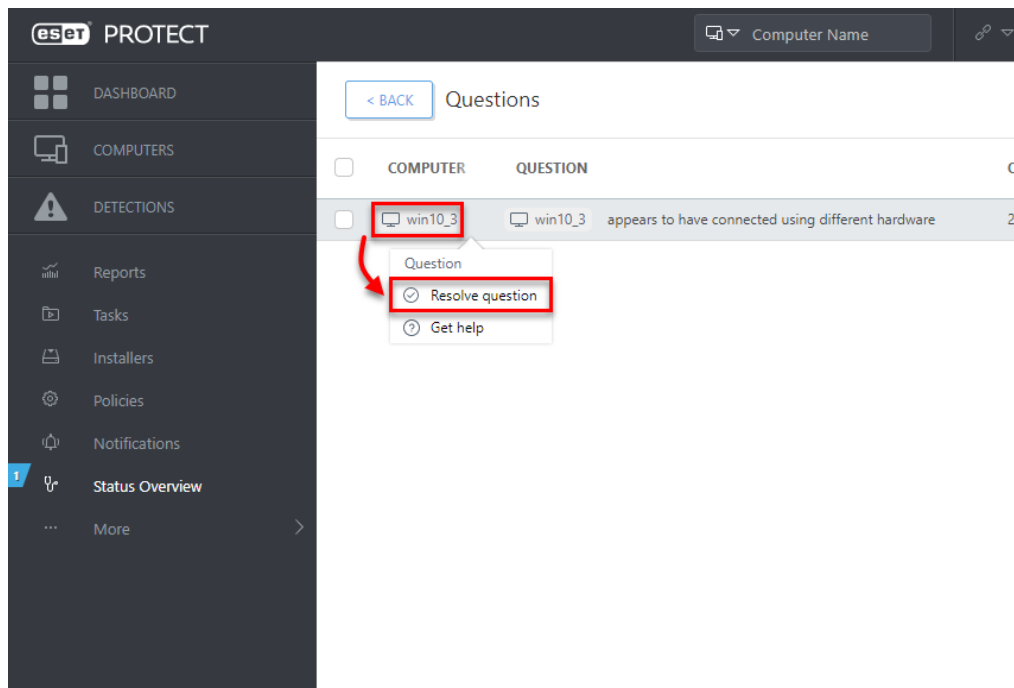 eset PROTECT
Computer Name
DASHBOARD
COMPUTERS
DETECTIONS
Reports
Tasks
Installers
Policies
Notifications
1
Status Overview
More
< BACK
Questions
COMPUTER QUESTION
win10_3 win10_3 appears to have connected using different hardware
Question
Resolve question
Get help